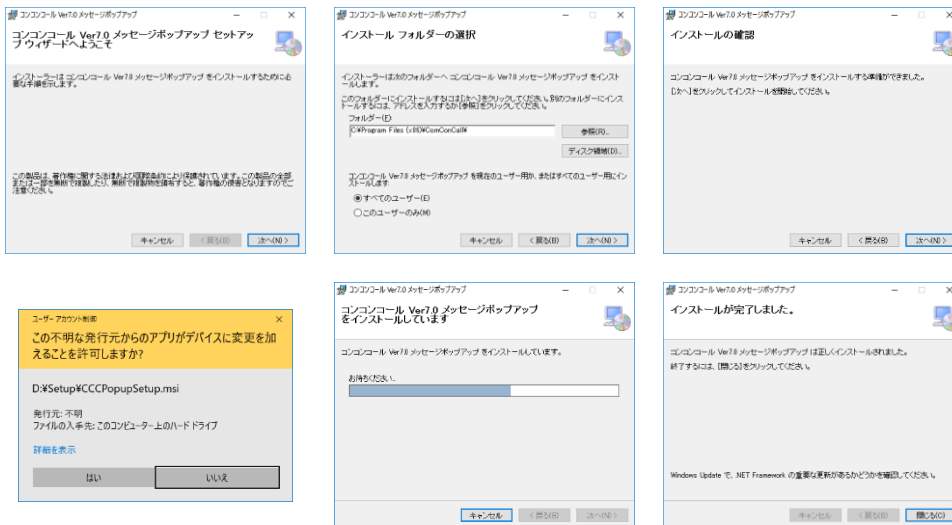 コンコンコール Ver7.0 メッセージポップアップ
コンコンコール Ver7.0 メッセージポップアップ セットアッ
プ ウィザードへようこそ
インストーラーは コンコンコール Ver7.0 メッセージポップアップ をインストールするために必
要な手順を示します。
この製品は、著作権に関する法律および国際条約により保護されています。この製品の全部
または一部を無断で複製したり、無断で複製物を頒布すると、著作権の侵害となりますのでご
注意ください。
キャンセル
< 戻る(B)
次へ(N) >
コンコンコール Ver7.0 メッセージポップアップ
インストール フォルダーの選択
インストーラーは次のフォルダーへ コンコンコール Ver7.0 メッセージポップアップ をインスト
ールします。
このフォルダーにインストールするには[次へ]をクリックしてください。別のフォルダーにインス
トールするには、アドレスを入力するか[参照]をクリックしてください。
フォルダー(F)
C:¥Program Files (x86)¥ComConCall¥
参照(R)...
ディスク領域(D)...
コンコンコール Ver7.0 メッセージポップアップ を現在のユーザー用か、またはすべてのユーザー用にイン
ストールします:
すべてのユーザー(E)
このユーザーのみ(M)
キャンセル
< 戻る(B)
次へ(N) >
コンコンコール Ver7.0 メッセージポップアップ
インストールの確認
コンコンコール Ver7.0 メッセージポップアップ をインストールする準備ができました。
[次へ]をクリックしてインストールを開始してください。
キャンセル
< 戻る(B)
次へ(N) >
ユーザー アカウント制御
この不明な発行元からのアプリがデバイスに変更を加
えることを許可しますか?
D:¥Setup¥CCCPopupSetup.msi
発行元: 不明
ファイルの入手先: このコンピューター上のハード ドライブ
詳細を表示
はい
いいえ
コンコンコール Ver7.0 メッセージポップアップ
コンコンコール Ver7.0 メッセージポップアップ
をインストールしています
コンコンコール Ver7.0 メッセージポップアップ をインストールしています。
お待ちください...
キャンセル
< 戻る(B)
次へ(N) >
コンコンコール Ver7.0 メッセージポップアップ
インストールが完了しました。
コンコンコール Ver7.0 メッセージポップアップ は正しくインストールされました。
終了するには、[閉じる]をクリックしてください。
Windows Update で、.NET Framework の重要な更新があるかどうかを確認してください。
キャンセル
< 戻る(B)
閉じる(C)